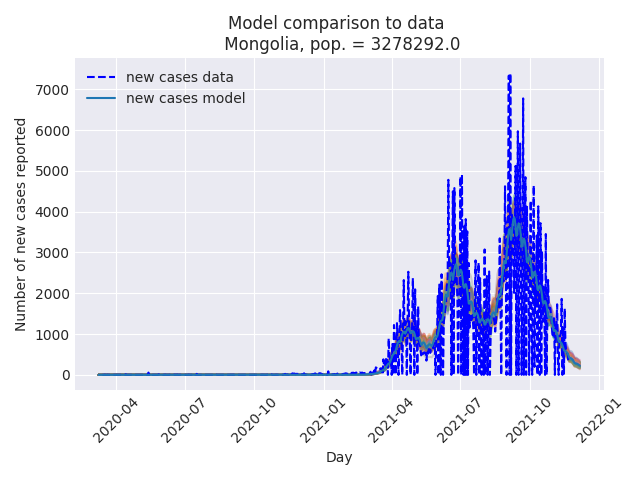 Model comparison to data
Mongolia, pop. = 3278292.0
new cases data
new cases model
Number of new cases reported
7000
6000
5000
4000
3000
2000
1000
0
2020-04
2020-07
2020-10
2021-01
2021-04
2021-07
2021-10
2022-01
Day